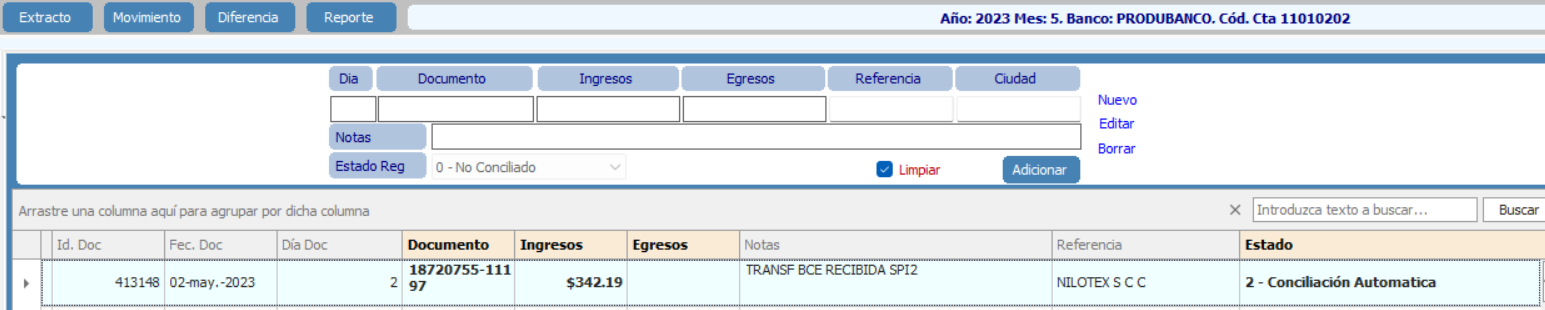 Extracto Movimiento Diferencia Reporte Año: 2023 Mes: 5. Banco: PRODUBANCO. Cód. Cta 11010202
Dia Documento Ingresos Egresos Referencia Ciudad
Nuevo
Editar
Notas
Borrar
Estado Reg 0 - No Conciliado Limpiar Adicionar
Arrastre una columna aquí para agrupar por dicha columna Introduzca texto a buscar... Buscar
Id. Doc Fec. Doc Día Doc Documento Ingresos Egresos Notas Referencia Estado
413148 02-may.-2023 2 18720755-111 $342.19 TRANSF BCE RECIBIDA SPI2 NILOTEX S C C 2 - Conciliación Automatica
97